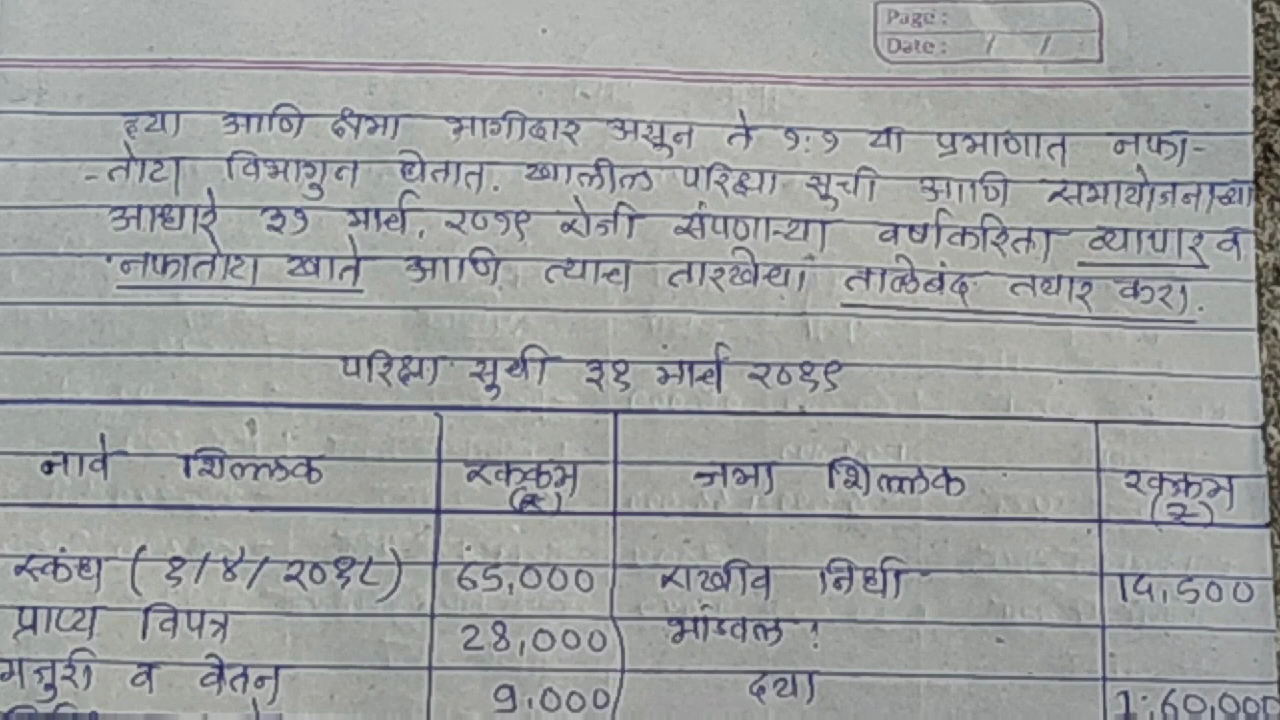 Page:
Date: / /
दया आणि क्षमा भागीदार असून ते १:१ या प्रमाणात नफा-
-तोटा विभागुन घेतात. खालील परिक्षा सुची आणि समायोजनाच्या
आधारे ३१ मार्च, २०१९ रोजी संपणाऱ्या वर्षाकरिता व्यापार व
नफातोटा खाते आणि त्याच तारखेचा ताळेबंद तयार करा.
परिक्षा सुची ३१ मार्च २०१९
नावे शिल्लक रक्कम (₹) जमा शिल्लक रक्कम (₹)
स्कंध (१/४/२०१८) 65,000 राखीव निधी 14,500
प्राप्य विपत्र 28,000 भांडवल :
मजुरी व वेतन 9,000 दया 1,60,000